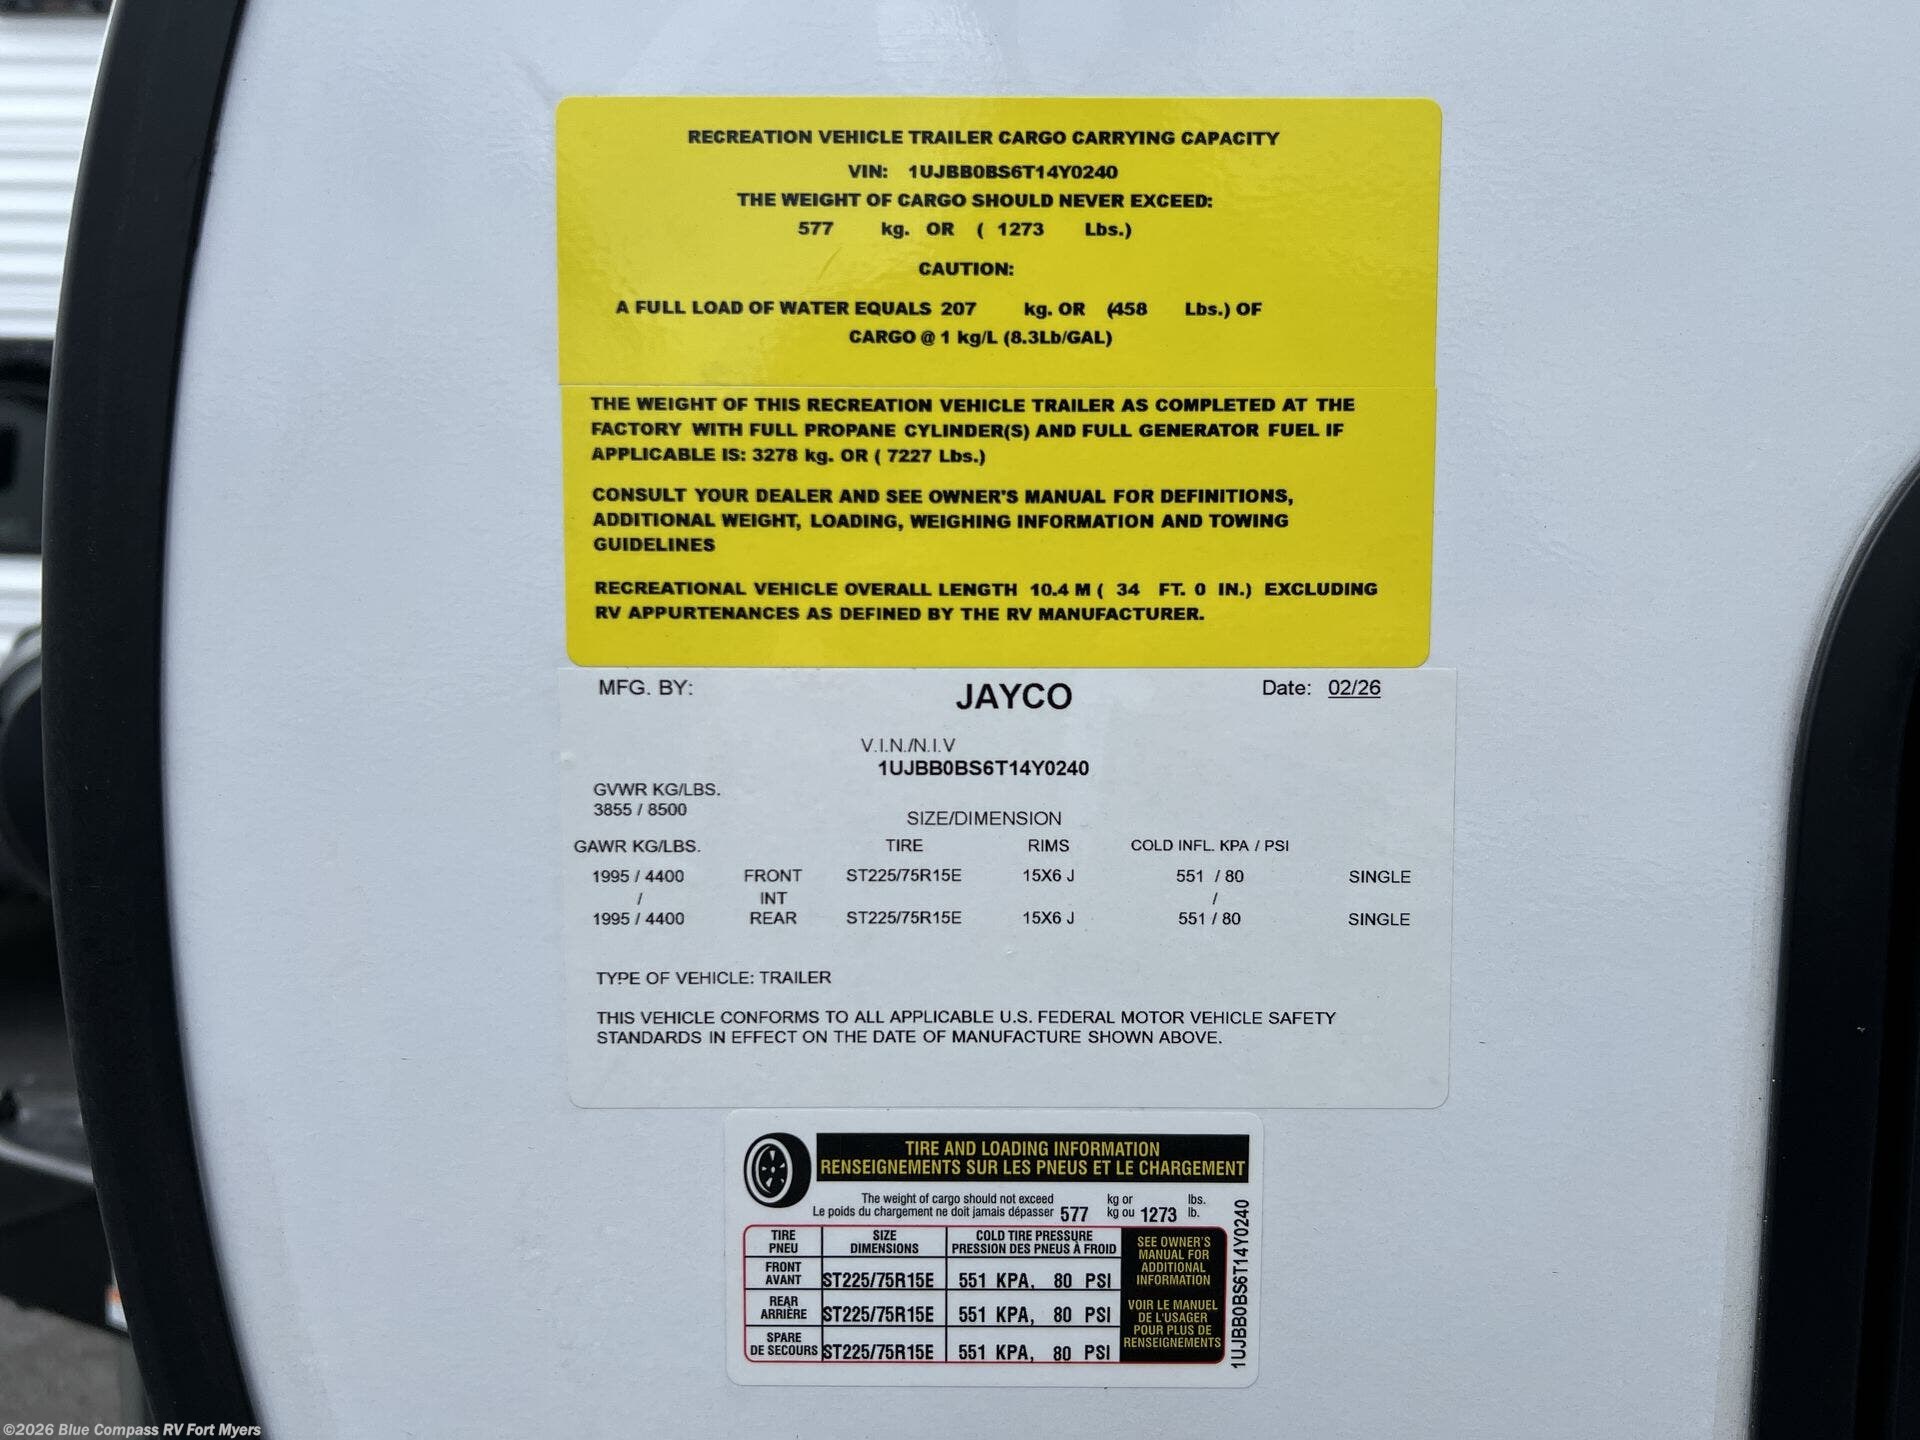 RECREATION VEHICLE TRAILER CARGO CARRYING CAPACITY
VIN: 1UJBB0BS6T14Y0240
THE WEIGHT OF CARGO SHOULD NEVER EXCEED:
577 kg. OR ( 1273 Lbs.)
CAUTION:
A FULL LOAD OF WATER EQUALS 207 kg. OR (458 Lbs.) OF
CARGO @ 1 kg/L (8.3Lb/GAL)
THE WEIGHT OF THIS RECREATION VEHICLE TRAILER AS COMPLETED AT THE
FACTORY WITH FULL PROPANE CYLINDER(S) AND FULL GENERATOR FUEL IF
APPLICABLE IS: 3278 kg. OR ( 7227 Lbs.)
CONSULT YOUR DEALER AND SEE OWNER'S MANUAL FOR DEFINITIONS,
ADDITIONAL WEIGHT, LOADING, WEIGHING INFORMATION AND TOWING
GUIDELINES
RECREATIONAL VEHICLE OVERALL LENGTH 10.4 M ( 34 FT. 0 IN.) EXCLUDING
RV APPURTENANCES AS DEFINED BY THE RV MANUFACTURER.
MFG. BY: JAYCO Date: 02/26
V.I.N./N.I.V
1UJBB0BS6T14Y0240
GVWR KG/LBS.
3855 / 8500
SIZE/DIMENSION
GAWR KG/LBS. TIRE RIMS COLD INFL. KPA / PSI
1995 / 4400 FRONT ST225/75R15E 15X6 J 551 / 80 SINGLE
/ INT /
1995 / 4400 REAR ST225/75R15E 15X6 J 551 / 80 SINGLE
TYPE OF VEHICLE: TRAILER
THIS VEHICLE CONFORMS TO ALL APPLICABLE U.S. FEDERAL MOTOR VEHICLE SAFETY
STANDARDS IN EFFECT ON THE DATE OF MANUFACTURE SHOWN ABOVE.
TIRE AND LOADING INFORMATION
RENSEIGNEMENTS SUR LES PNEUS ET LE CHARGEMENT
The weight of cargo should not exceed kg or lbs.
Le poids du chargement ne doit jamais dépasser 577 kg ou 1273 lb.
TIRE SIZE COLD TIRE PRESSURE
PNEU DIMENSIONS PRESSION DES PNEUS À FROID
FRONT
AVANT ST225/75R15E 551 KPA, 80 PSI
REAR
ARRIÈRE ST225/75R15E 551 KPA, 80 PSI
SPARE
DE SECOURS ST225/75R15E 551 KPA, 80 PSI
SEE OWNER'S
MANUAL FOR
ADDITIONAL
INFORMATION
VOIR LE MANUEL
DE L'USAGER
POUR PLUS DE
RENSEIGNEMENTS
1UJBB0BS6T14Y0240
©2026 Blue Compass RV Fort Myers